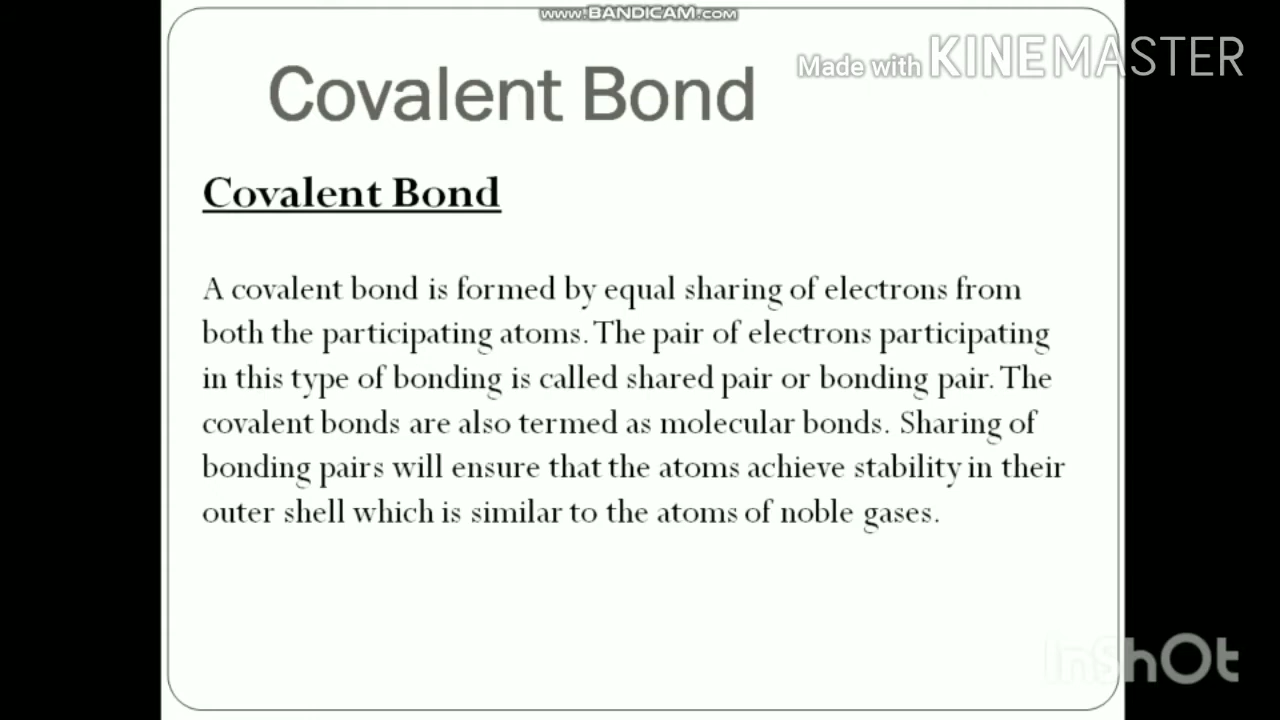 www.BANDICAM.com
Made with KINEMASTER
Covalent Bond
Covalent Bond
A covalent bond is formed by equal sharing of electrons from
both the participating atoms. The pair of electrons participating
in this type of bonding is called shared pair or bonding pair. The
covalent bonds are also termed as molecular bonds. Sharing of
bonding pairs will ensure that the atoms achieve stability in their
outer shell which is similar to the atoms of noble gases.
InShOt